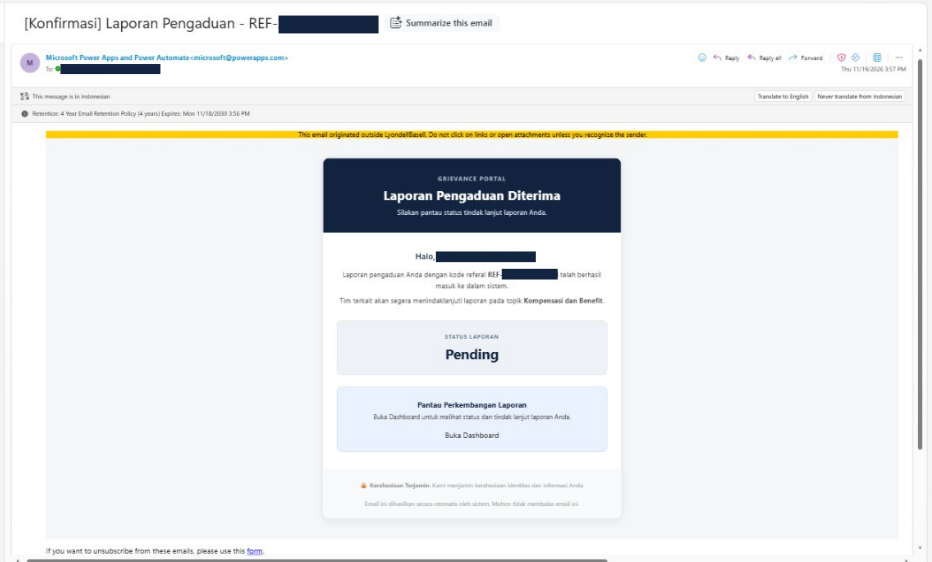 [Konfirmasi] Laporan Pengaduan - REF-
Summarize this email
M
Microsoft Power Apps and Power Automate<microsoft@powerapps.com>
To:
Reply
Reply all
Forward
Thu 11/19/2026 3:57 PM
This message is in Indonesian
Translate to English
Never translate from Indonesian
Retention: 4 Year Email Retention Policy (4 years) Expires: Mon 11/18/2030 3:56 PM
This email originated outside LyondellBasell. Do not click on links or open attachments unless you recognize the sender.
GRIEVANCE PORTAL
Laporan Pengaduan Diterima
Silakan pantau status tindak lanjut laporan Anda.
Halo,
Laporan pengaduan Anda dengan kode referal REF- telah berhasil
masuk ke dalam sistem.
Tim terkait akan segera menindaklanjuti laporan pada topik Kompensasi dan Benefit.
STATUS LAPORAN
Pending
Pantau Perkembangan Laporan
Buka Dashboard untuk melihat status dan tindak lanjut laporan Anda.
Buka Dashboard
Kerahasiaan Terjamin. Kami menjamin kerahasiaan identitas dan informasi Anda.
Email ini dihasilkan secara otomatis oleh sistem. Mohon tidak membalas email ini.
If you want to unsubscribe from these emails, please use this form.